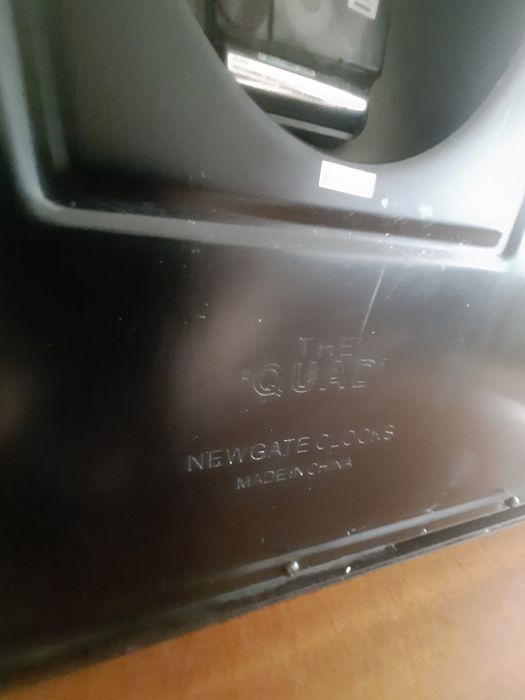 THE
'QUAD'
NEWGATE CLOCKS
MADE IN CHINA